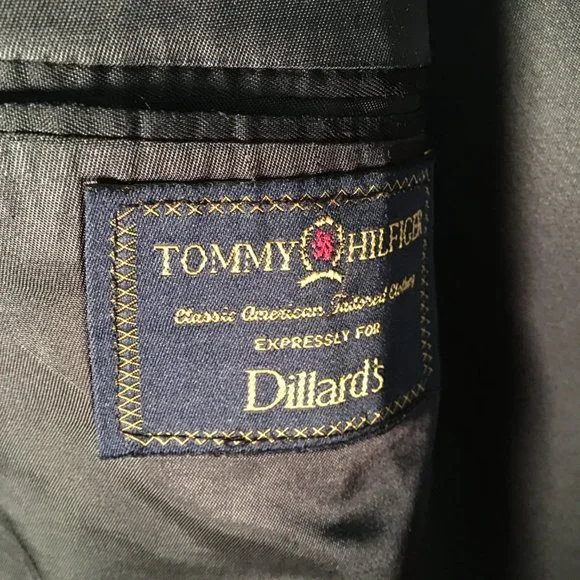 TOMMY HILFIGER
Classic American Tailored Clothing
EXPRESSLY FOR
Dillard's